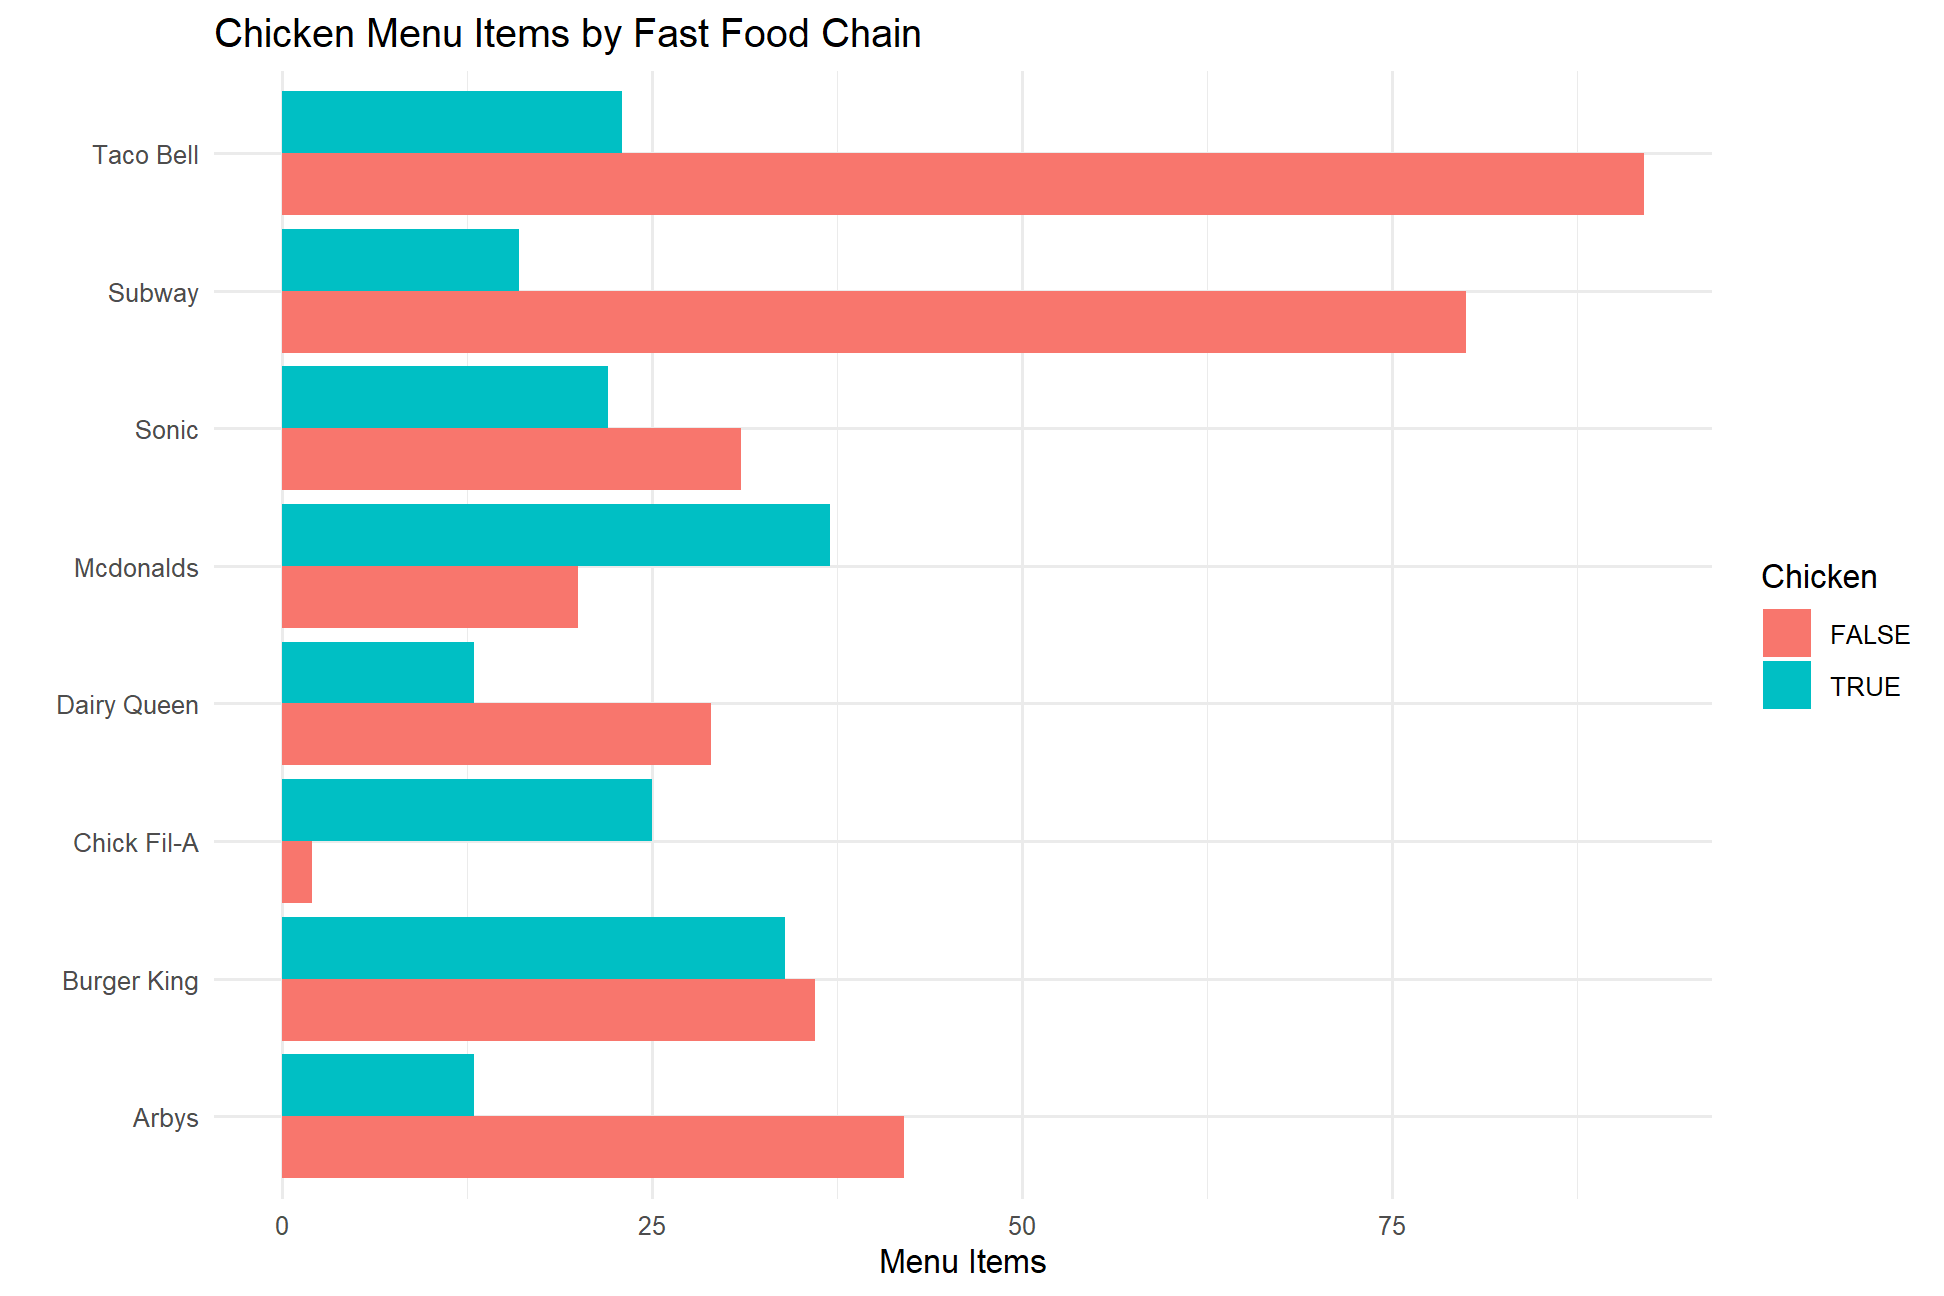 Chicken Menu Items by Fast Food Chain
Taco Bell
Subway
Sonic
Mcdonalds
Dairy Queen
Chick Fil-A
Burger King
Arbys
0 25 50 75
Menu Items
Chicken
FALSE
TRUE